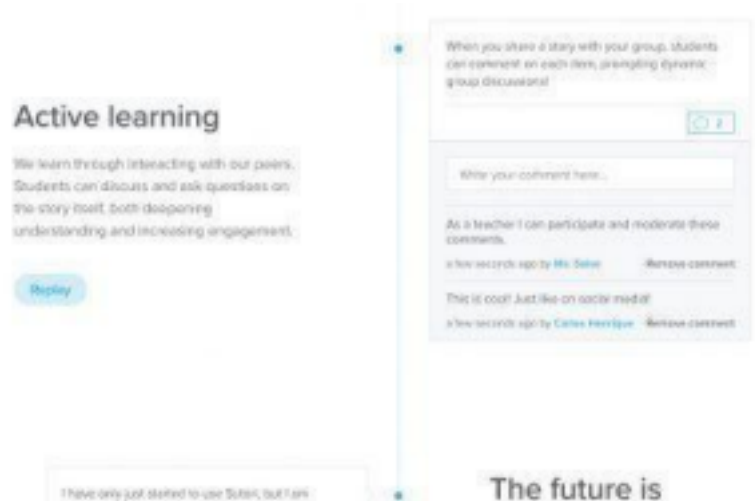 Active learning
We learn through interacting with our peers.
Students can discuss and ask questions on
the story itself, both deepening
understanding and increasing engagement.
Replay
When you share a story with your group, students
can comment on each item, prompting dynamic
group discussions!
2
Write your comment here...
As a teacher I can participate and moderate these
comments.
a few seconds ago by Remove comment
This is cool! Just like on social media!
a few seconds ago by Carlos Henrique Remove comment
I have only just started to use Sutori, but I am
The future is